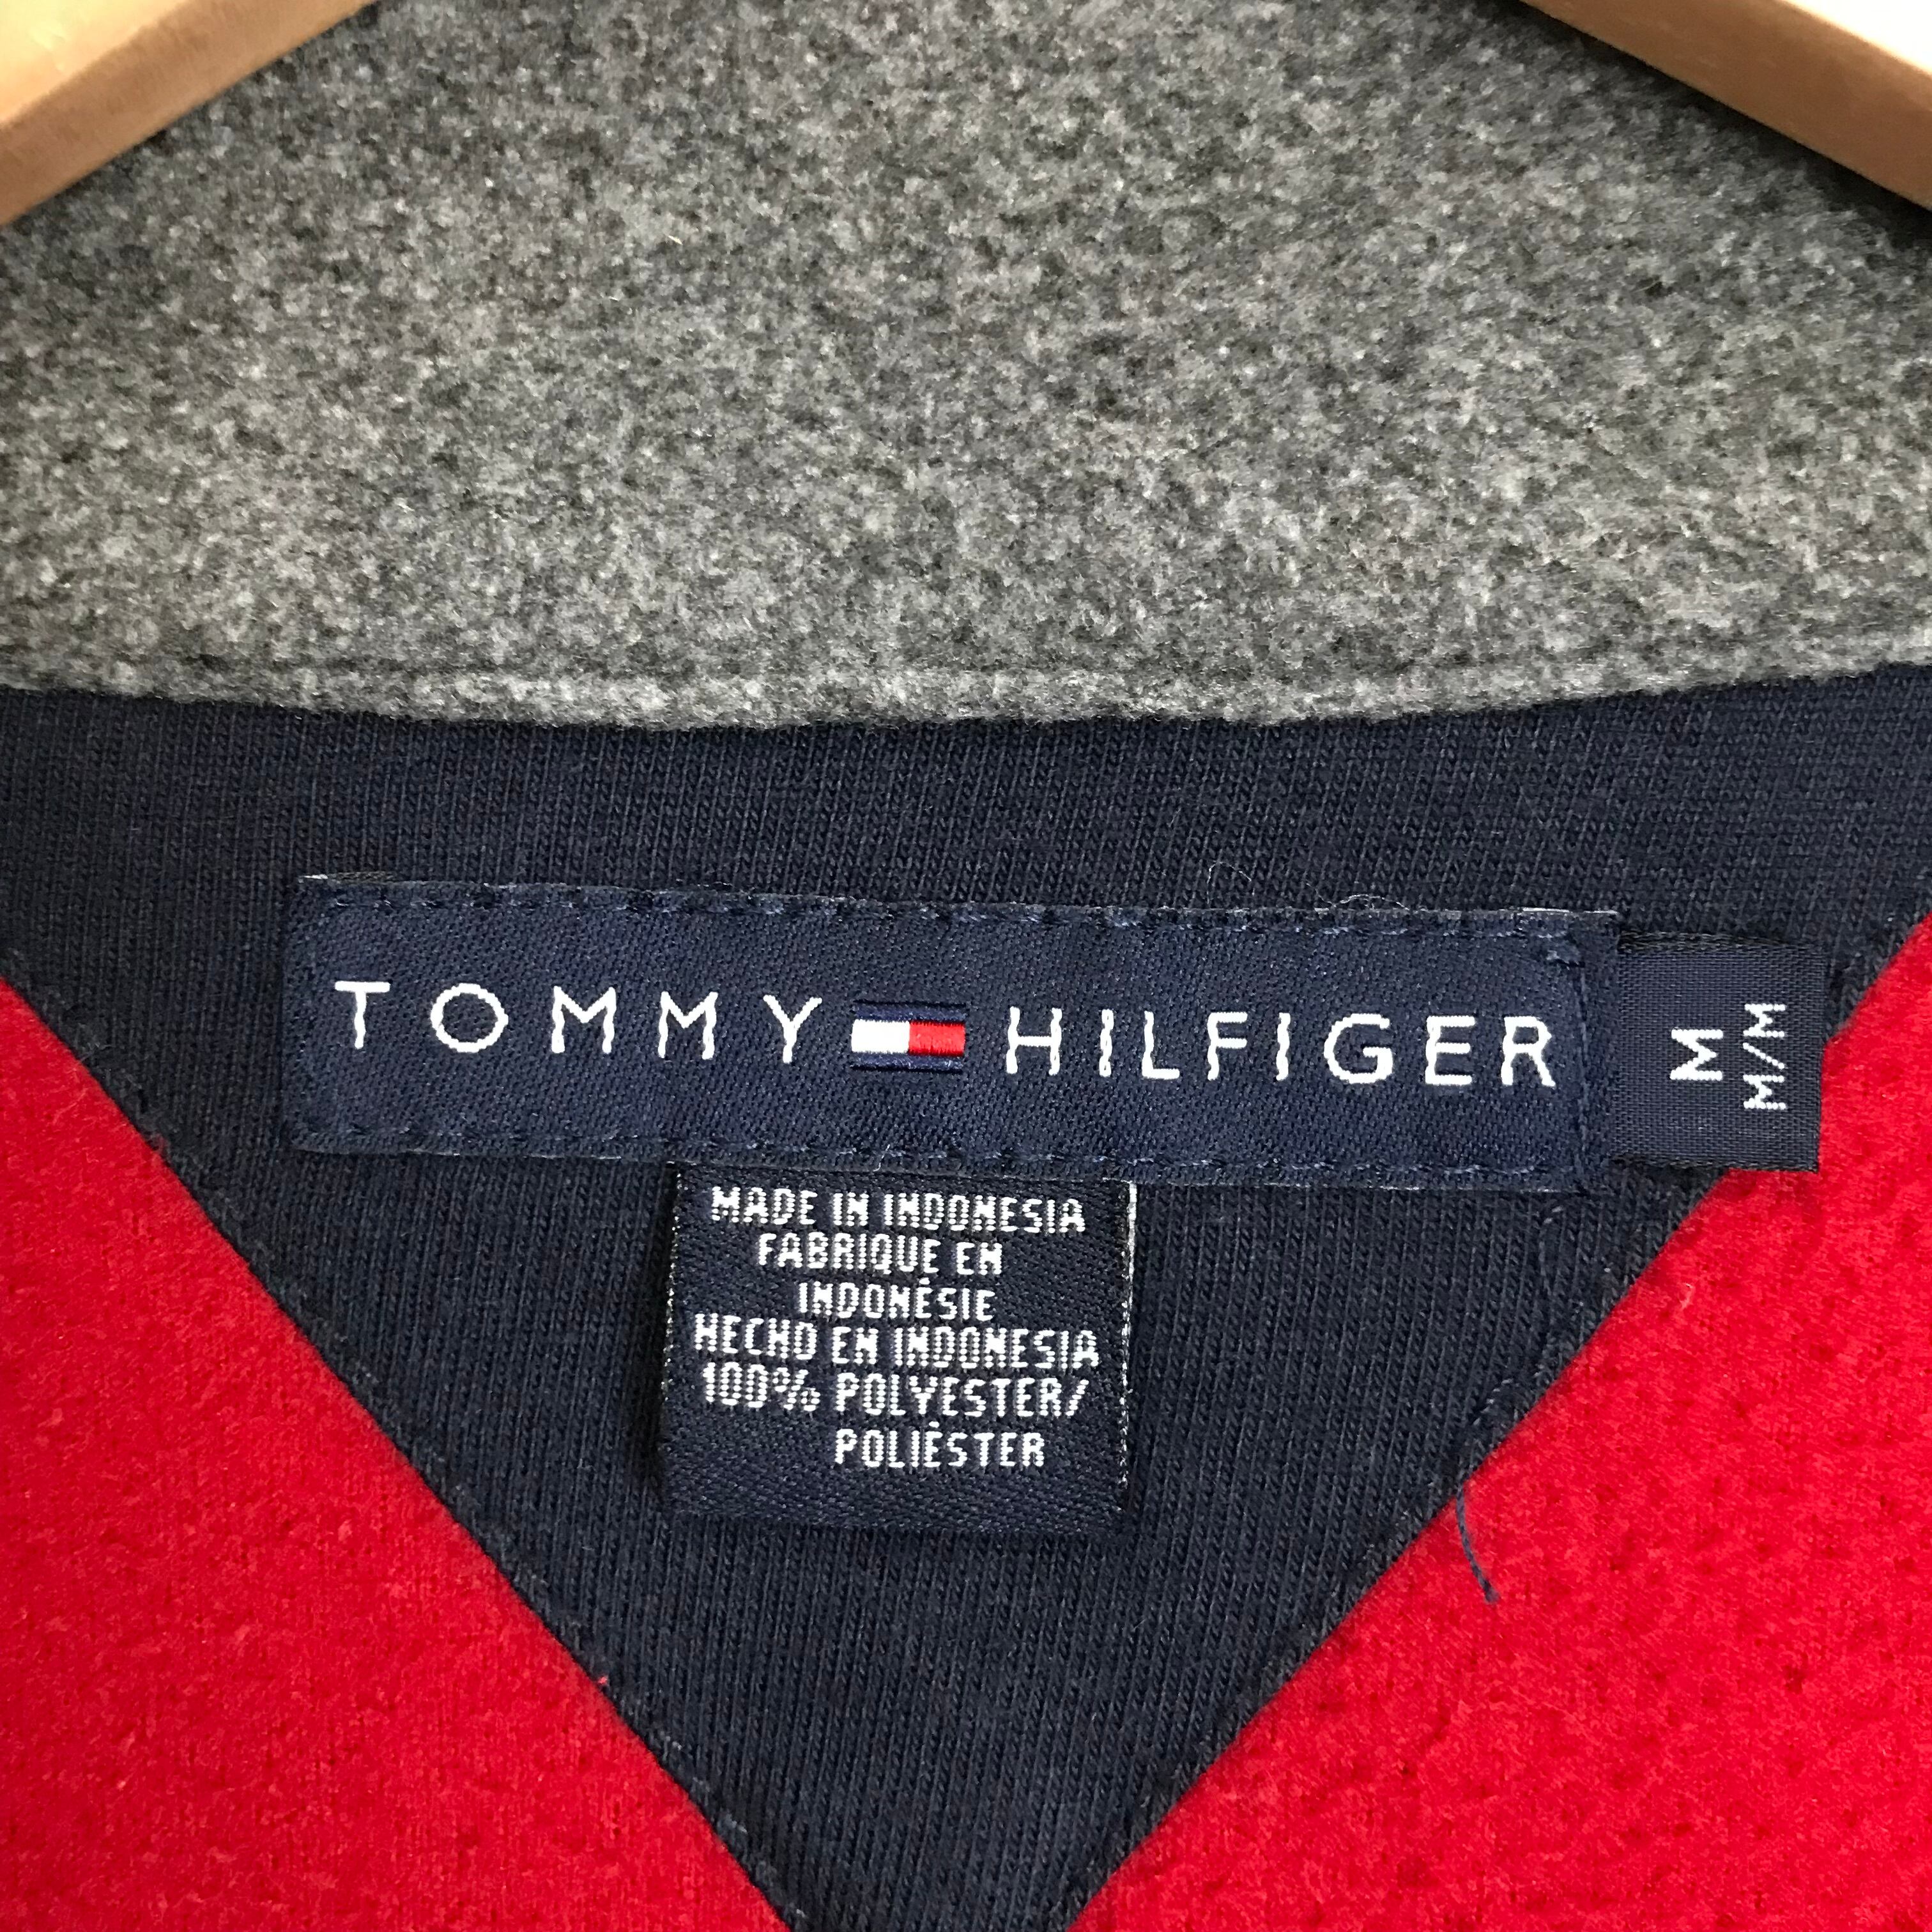 TOMMY HILFIGER
M
M/M
MADE IN INDONESIA
FABRIQUE EN
INDONÉSIE
HECHO EN INDONESIA
100% POLYESTER/
POLIÉSTER